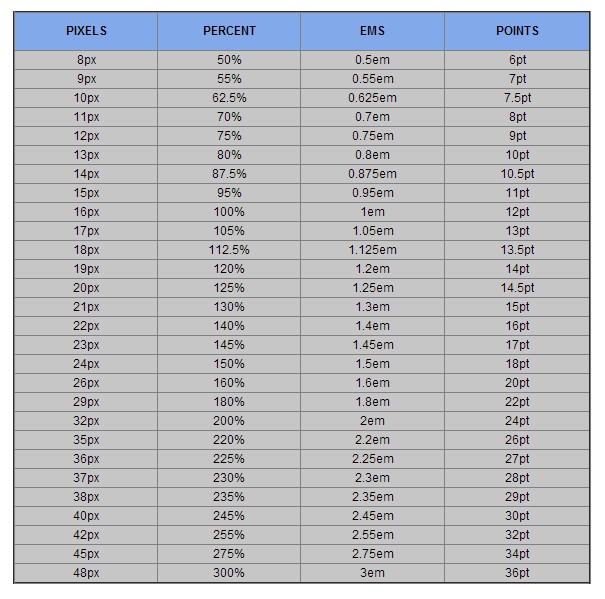 PIXELS PERCENT EMS POINTS
8px 50% 0.5em 6pt
9px 55% 0.55em 7pt
10px 62.5% 0.625em 7.5pt
11px 70% 0.7em 8pt
12px 75% 0.75em 9pt
13px 80% 0.8em 10pt
14px 87.5% 0.875em 10.5pt
15px 95% 0.95em 11pt
16px 100% 1em 12pt
17px 105% 1.05em 13pt
18px 112.5% 1.125em 13.5pt
19px 120% 1.2em 14pt
20px 125% 1.25em 14.5pt
21px 130% 1.3em 15pt
22px 140% 1.4em 16pt
23px 145% 1.45em 17pt
24px 150% 1.5em 18pt
26px 160% 1.6em 20pt
29px 180% 1.8em 22pt
32px 200% 2em 24pt
35px 220% 2.2em 26pt
36px 225% 2.25em 27pt
37px 230% 2.3em 28pt
38px 235% 2.35em 29pt
40px 245% 2.45em 30pt
42px 255% 2.55em 32pt
45px 275% 2.75em 34pt
48px 300% 3em 36pt